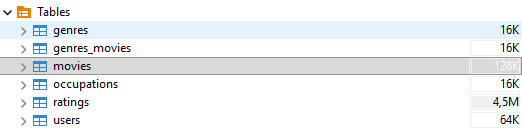 Tables
genres 16K
genres_movies 16K
movies 128K
occupations 16K
ratings 4,5M
users 64K